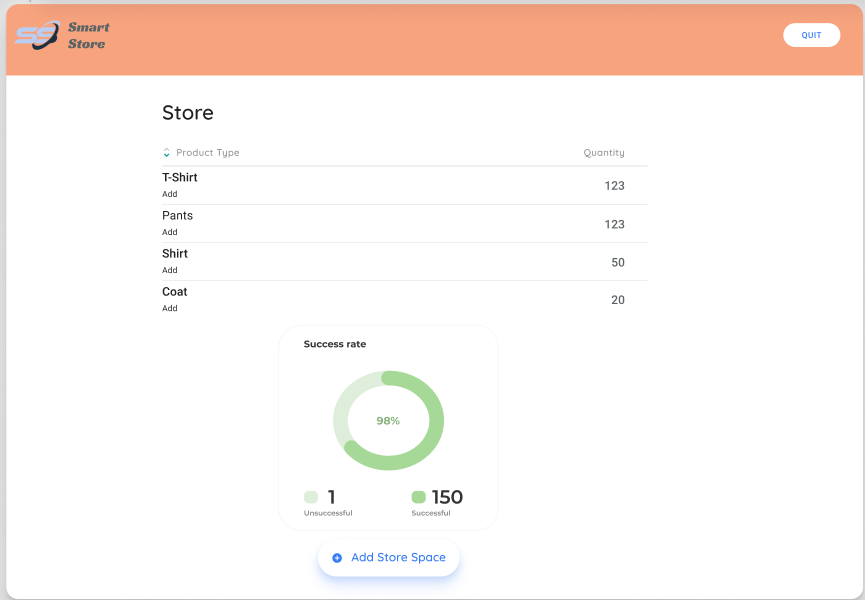 Smart
Store
QUIT
Store
Product Type Quantity
T-Shirt
Add
123
Pants
Add
123
Shirt
Add
50
Coat
Add
20
Success rate
98%
1 150
Unsuccessful Successful
Add Store Space